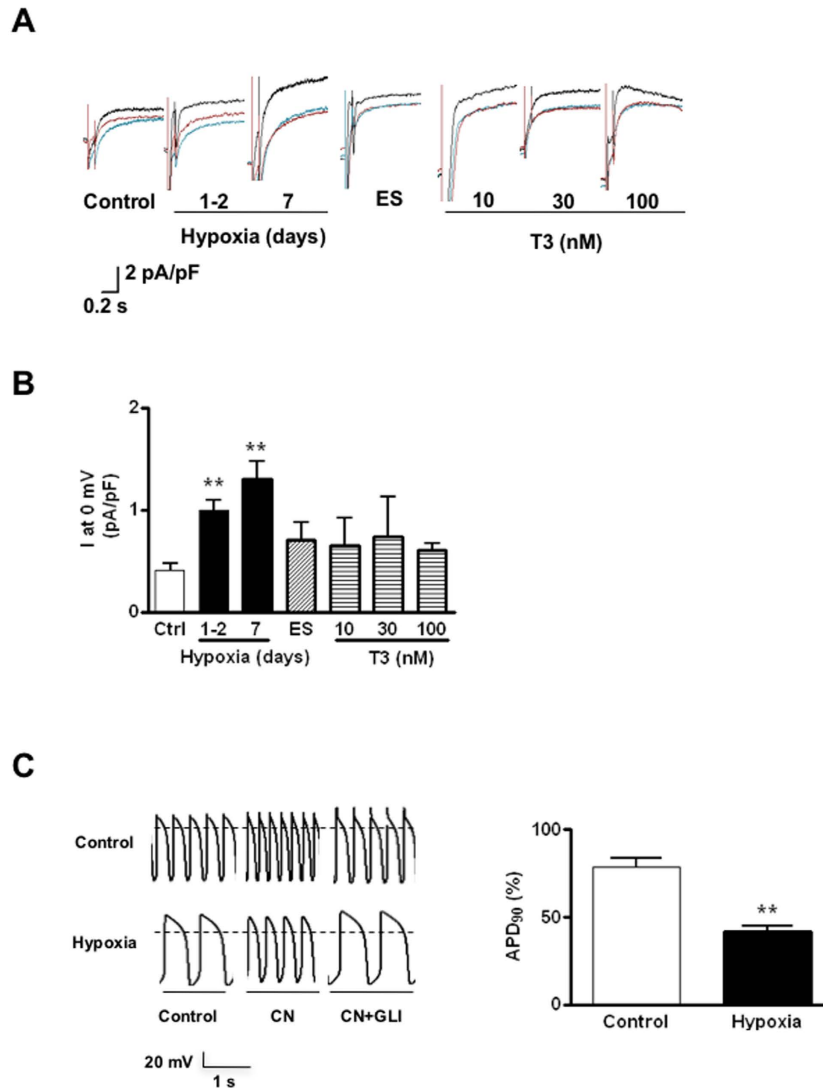 A
Control
1-2
7
ES
10
30
100
Hypoxia (days)
T3 (nM)
2 pA/pF
0.2 s
B
I at 0 mV
(pA/pF)
2
1
0
**
**
Ctrl
1-2
7
ES
10
30
100
Hypoxia (days)
T3 (nM)
C
Control
Hypoxia
Control
CN
CN+GLI
20 mV
1 s
APD90 (%)
100
50
0
**
Control
Hypoxia